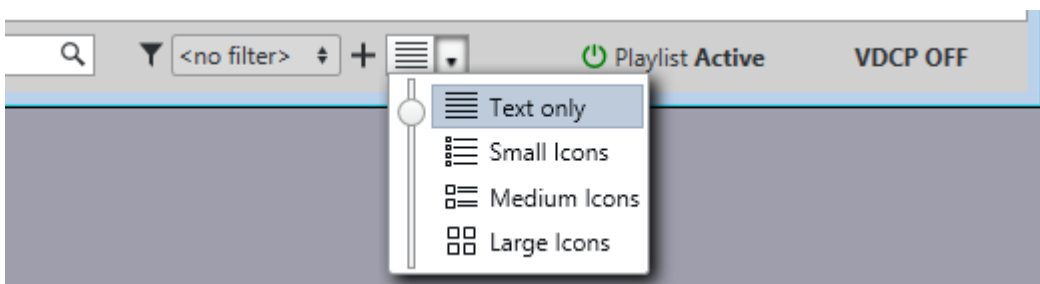 <no filter>
Playlist Active
VDCP OFF
Text only
Small Icons
Medium Icons
Large Icons